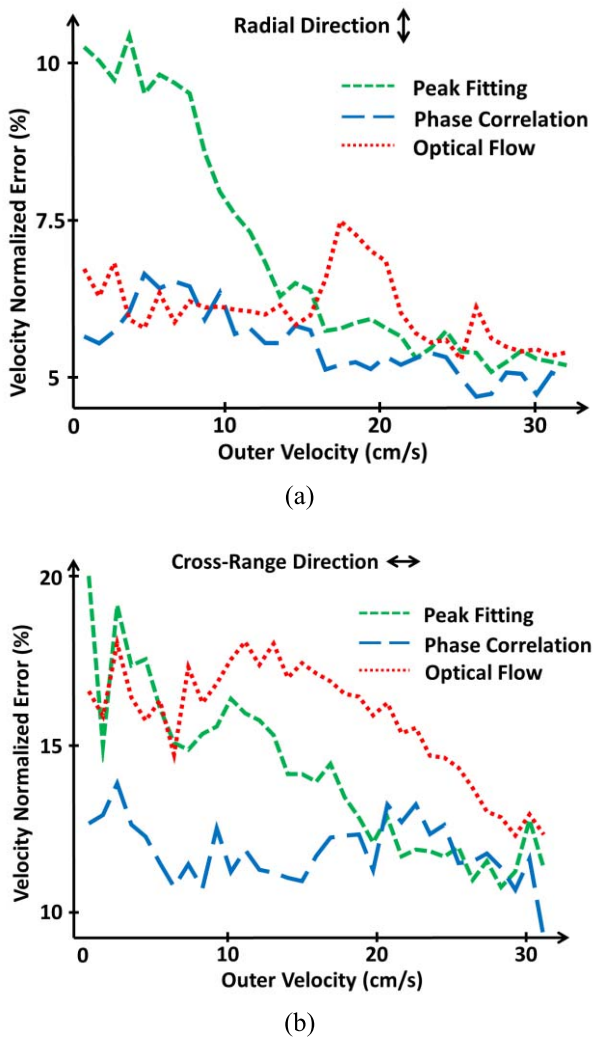 Radial Direction
Velocity Normalized Error (%)
10
7.5
5
Peak Fitting
Phase Correlation
Optical Flow
0
10
20
30
Outer Velocity (cm/s)
(a)
Cross-Range Direction
Velocity Normalized Error (%)
20
15
10
Peak Fitting
Phase Correlation
Optical Flow
0
10
20
30
Outer Velocity (cm/s)
(b)